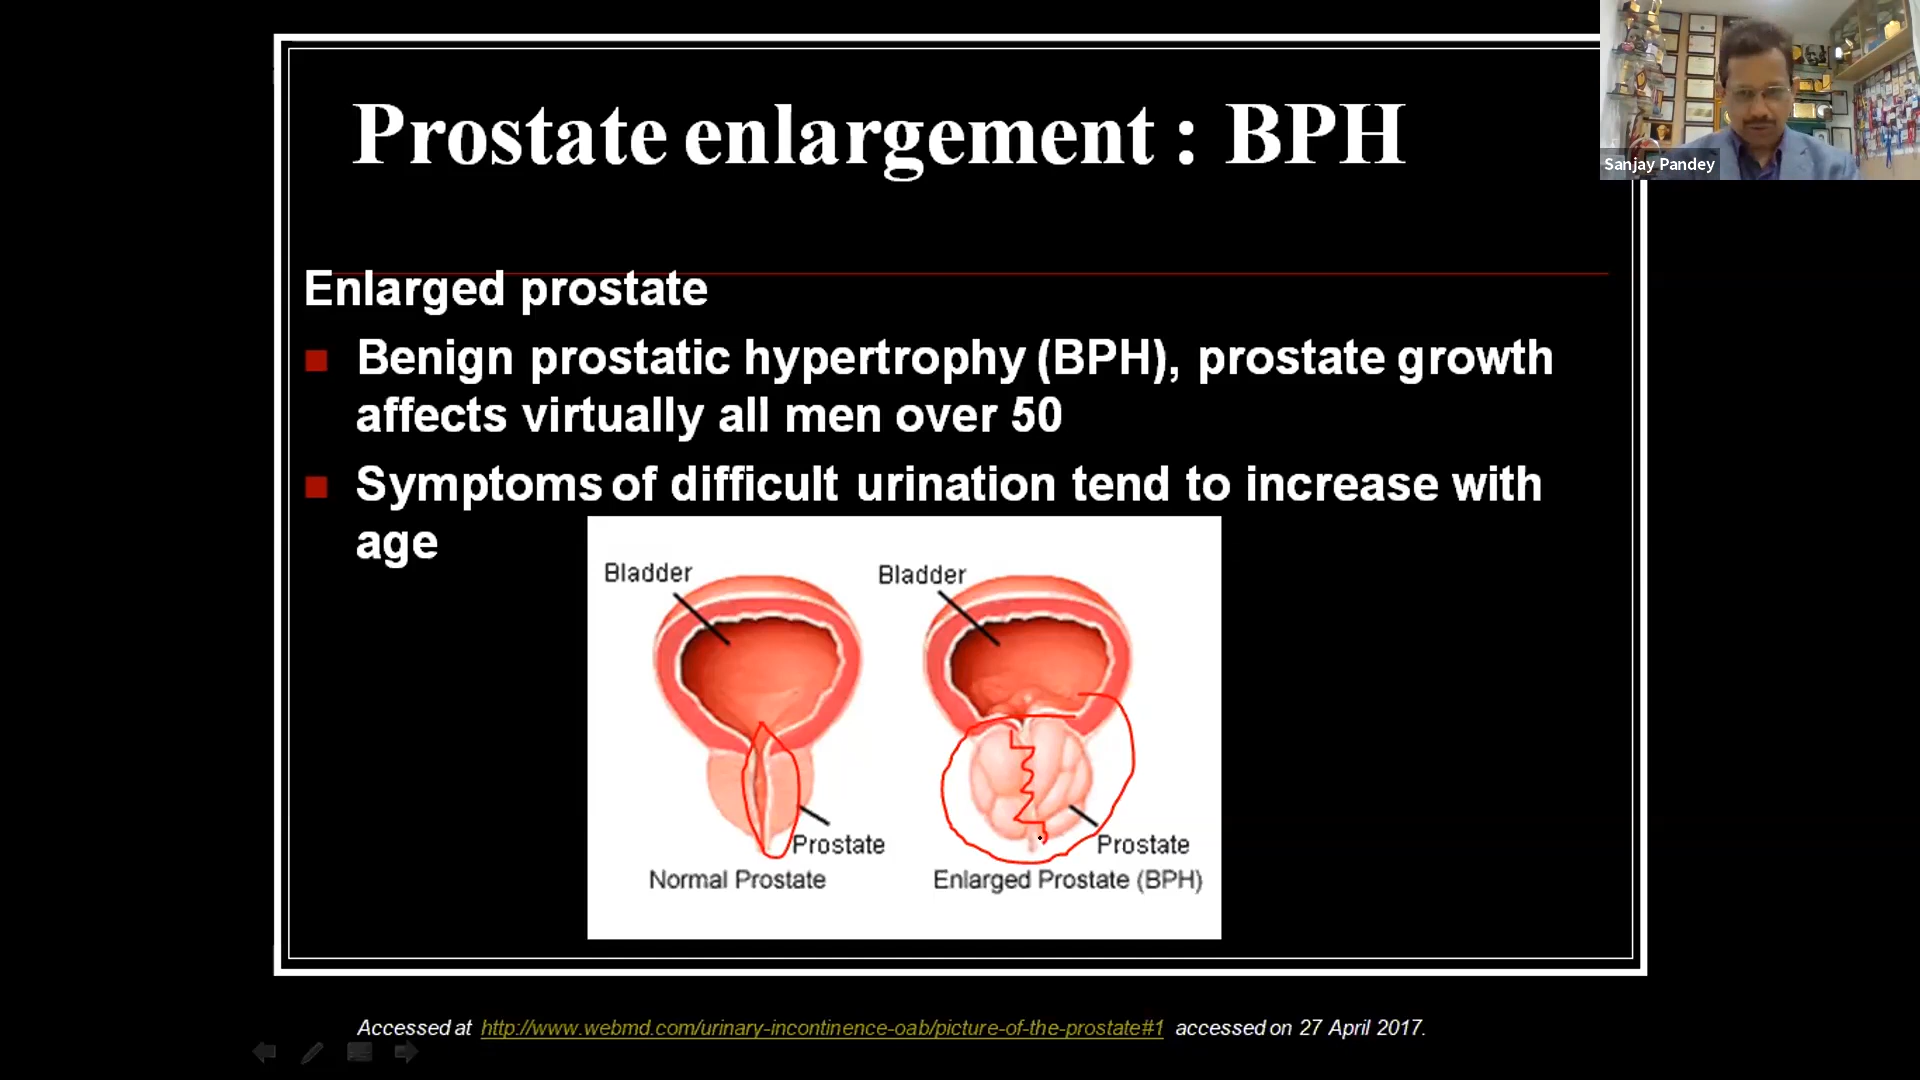 Prostate enlargement : BPH
Sanjay Pandey
Enlarged prostate
Benign prostatic hypertrophy (BPH), prostate growth
affects virtually all men over 50
Symptoms of difficult urination tend to increase with
age
Bladder
Bladder
Prostate
Prostate
Normal Prostate
Enlarged Prostate (BPH)
Accessed at http://www.webmd.com/urinary-incontinence-oab/picture-of-the-prostate#1 accessed on 27 April 2017.